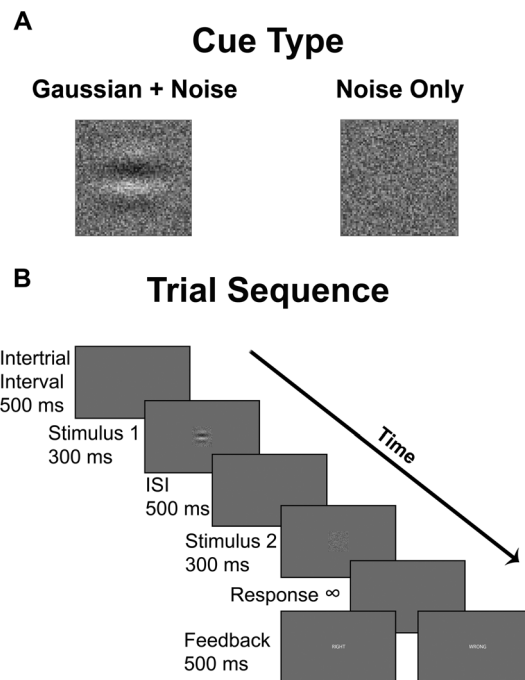 A
Cue Type
Gaussian + Noise
Noise Only
B
Trial Sequence
Intertrial
Interval
500 ms
Stimulus 1
300 ms
ISI
500 ms
Stimulus 2
300 ms
Response ∞
Feedback
500 ms
Time
RIGHT
WRONG